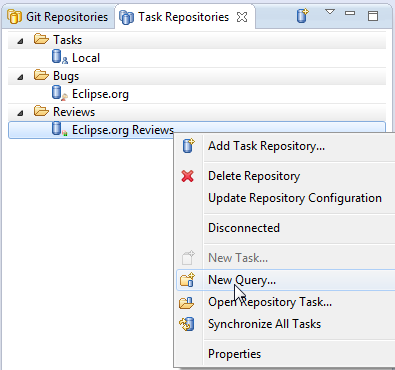 Git Repositories Task Repositories
Tasks
Local
Bugs
Eclipse.org
Reviews
Eclipse.org Reviews
Add Task Repository...
Delete Repository
Update Repository Configuration
Disconnected
New Task...
New Query...
Open Repository Task...
Synchronize All Tasks
Properties